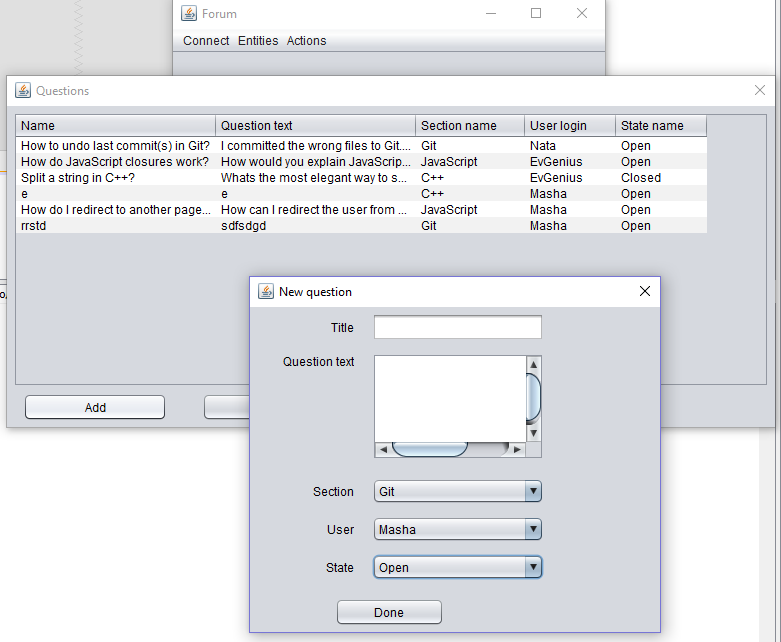 Forum
Connect Entities Actions
Questions
Name Question text Section name User login State name
How to undo last commit(s) in Git? I committed the wrong files to Git.... Git Nata Open
How do JavaScript closures work? How would you explain JavaScrip... JavaScript EvGenius Open
Split a string in C++? Whats the most elegant way to s... C++ EvGenius Closed
e e C++ Masha Open
How do I redirect to another page... How can I redirect the user from ... JavaScript Masha Open
rrstd sdfsdgd Git Masha Open
New question
Title
Question text
Add
Section Git
User Masha
State Open
Done